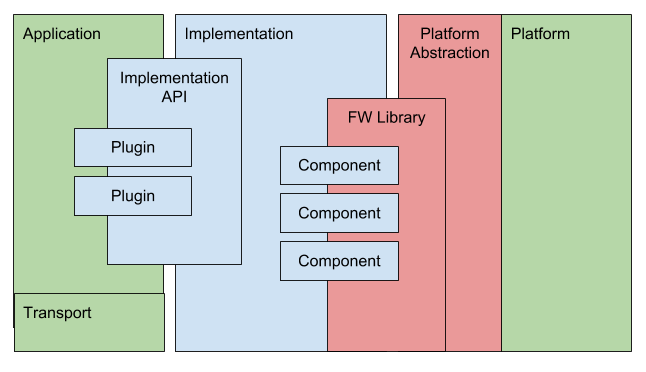 Application
Implementation
Platform
Abstraction
Platform
Implementation
API
FW Library
Plugin
Plugin
Component
Component
Component
Transport